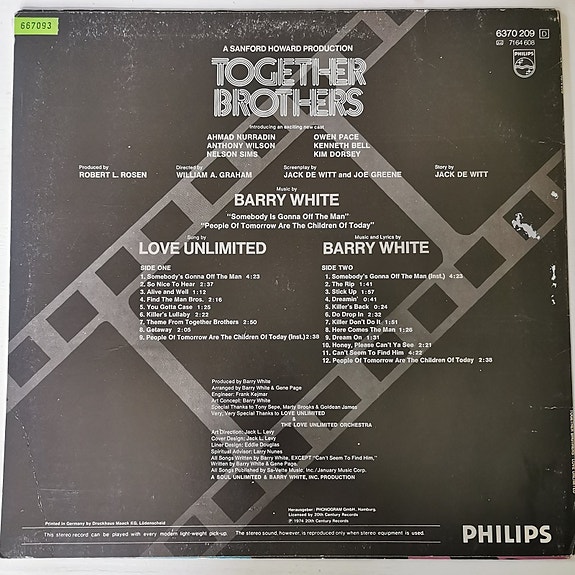 667093
A SANFORD HOWARD PRODUCTION
6370 209 D
7164 608
PHILIPS
TOGETHER
BROTHERS
Introducing an exciting new cast
AHMAD NURRADIN OWEN PACE
ANTHONY WILSON KENNETH BELL
NELSON SIMS KIM DORSEY
Produced by Directed by Screenplay by Story by
ROBERT L. ROSEN WILLIAM A. GRAHAM JACK DE WITT and JOE GREENE JACK DE WITT
Music by
BARRY WHITE
"Somebody Is Gonna Off The Man"
"People Of Tomorrow Are The Children Of Today"
Sung by
LOVE UNLIMITED
Music and Lyrics by
BARRY WHITE
SIDE ONE
1. Somebody's Gonna Off The Man 4:23
2. So Nice To Hear 2:37
3. Alive and Well 1:12
4. Find The Man Bros. 2:16
5. You Gotta Case 1:25
6. Killer's Lullaby 2:22
7. Theme From Together Brothers 2:50
8. Getaway 2:05
9. People Of Tomorrow Are The Children Of Today (Inst.) 2:38
SIDE TWO
1. Somebody's Gonna Off The Man (Inst.) 4:23
2. The Rip 1:41
3. Stick Up 1:57
4. Dreamin' 0:41
5. Killer's Back 0:24
6. Do Drop In 2:32
7. Killer Don't Do It 1:51
8. Here Comes The Man 1:26
9. Dream On 1:31
10. Honey, Please Can't Ya See 2:21
11. Can't Seem To Find Him 4:22
12. People Of Tomorrow Are The Children Of Today 2:38
Produced by Barry White
Arranged by Barry White & Gene Page
Engineer: Frank Kejmar
Art Concept: Barry White
Special Thanks to Tony Sepe, Marty Brooks & Goldean James
Very, Very Special Thanks to LOVE UNLIMITED
&
THE LOVE UNLIMITED ORCHESTRA
Art Direction: Jack L. Levy
Cover Design: Jack L. Levy
Liner Design: Eddie Douglas
Spiritual Advisor: Larry Nunes
All Songs Written by Barry White, EXCEPT "Can't Seem To Find Him,"
Written by Barry White & Gene Page.
All Songs Published by Sa-Vette Music, Inc./January Music Corp.
A SOUL UNLIMITED & BARRY WHITE, INC. PRODUCTION
Herausgeber: PHONOGRAM GmbH, Hamburg.
Licensed by 20th Century Records
℗ 1974 20th Century Records
Printed in Germany by Druckhaus Maack KG, Lüdenscheid
This stereo record can be played with every modern light-weight pick-up. The stereo sound, however, is reproduced only when stereo equipment is used.
PHILIPS